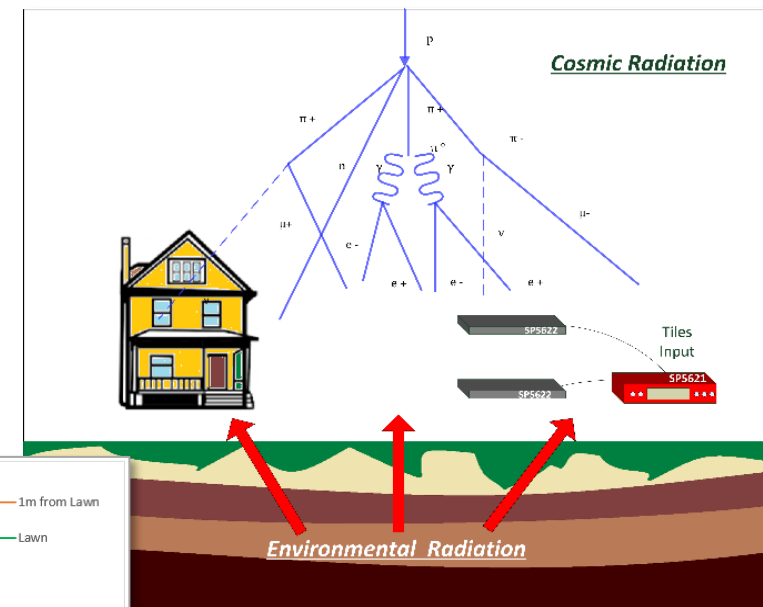 p
Cosmic Radiation
π +
π +
π -
π °
n
γ
γ
μ+
μ-
e -
ν
e +
e -
e +
SP5622
Tiles
Input
SP5621
SP5622
1m from Lawn
Lawn
Environmental Radiation